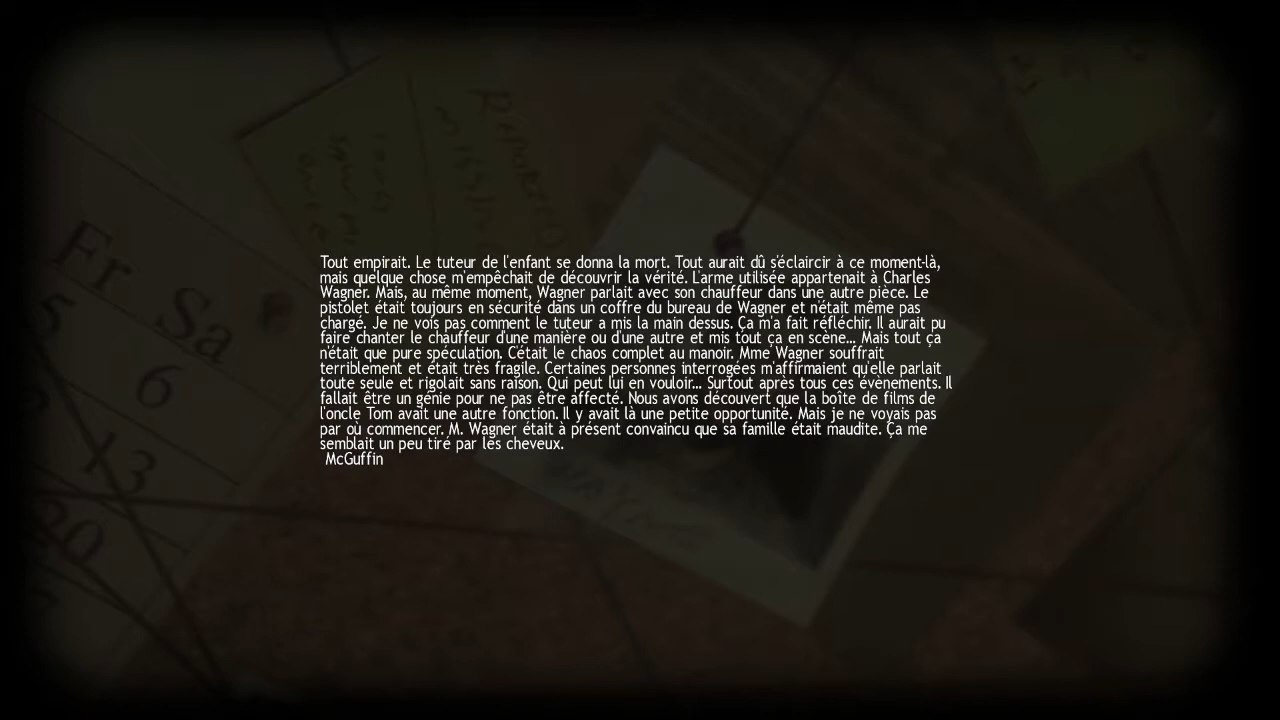 Tout empirait. Le tuteur de l'enfant se donna la mort. Tout aurait dû s'éclaircir à ce moment-là,
mais quelque chose m'empêchait de découvrir la vérité. L'arme utilisée appartenait à Charles
Wagner. Mais, au même moment, Wagner parlait avec son chauffeur dans une autre pièce. Le
pistolet était toujours en sécurité dans un coffre du bureau de Wagner et n'était même pas
chargé. Je ne vois pas comment le tuteur a mis la main dessus. Ça m'a fait réfléchir. Il aurait pu
faire chanter le chauffeur d'une manière ou d'une autre et mis tout ça en scène... Mais tout ça
n'était que pure spéculation. C'était le chaos complet au manoir. Mme Wagner souffrait
terriblement et était très fragile. Certaines personnes interrogées m'affirmaient qu'elle parlait
toute seule et rigolait sans raison. Qui peut lui en vouloir... Surtout après tous ces évènements. Il
fallait être un génie pour ne pas être affecté. Nous avons découvert que la boîte de films de
l'oncle Tom avait une autre fonction. Il y avait là une petite opportunité. Mais je ne voyais pas
par où commencer. M. Wagner était à présent convaincu que sa famille était maudite. Ça me
semblait un peu tiré par les cheveux.
McGuffin
Fr Sa
5 6
13
20